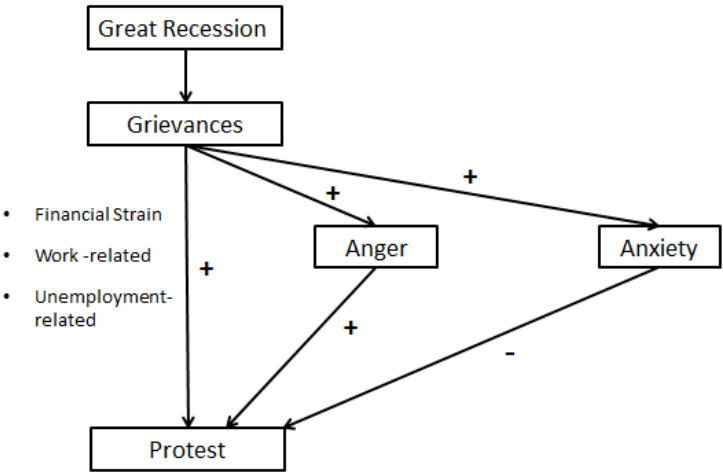 Great Recession
Grievances
+
+
• Financial Strain
• Work -related
• Unemployment-
related
+
Anger
Anxiety
+
-
Protest